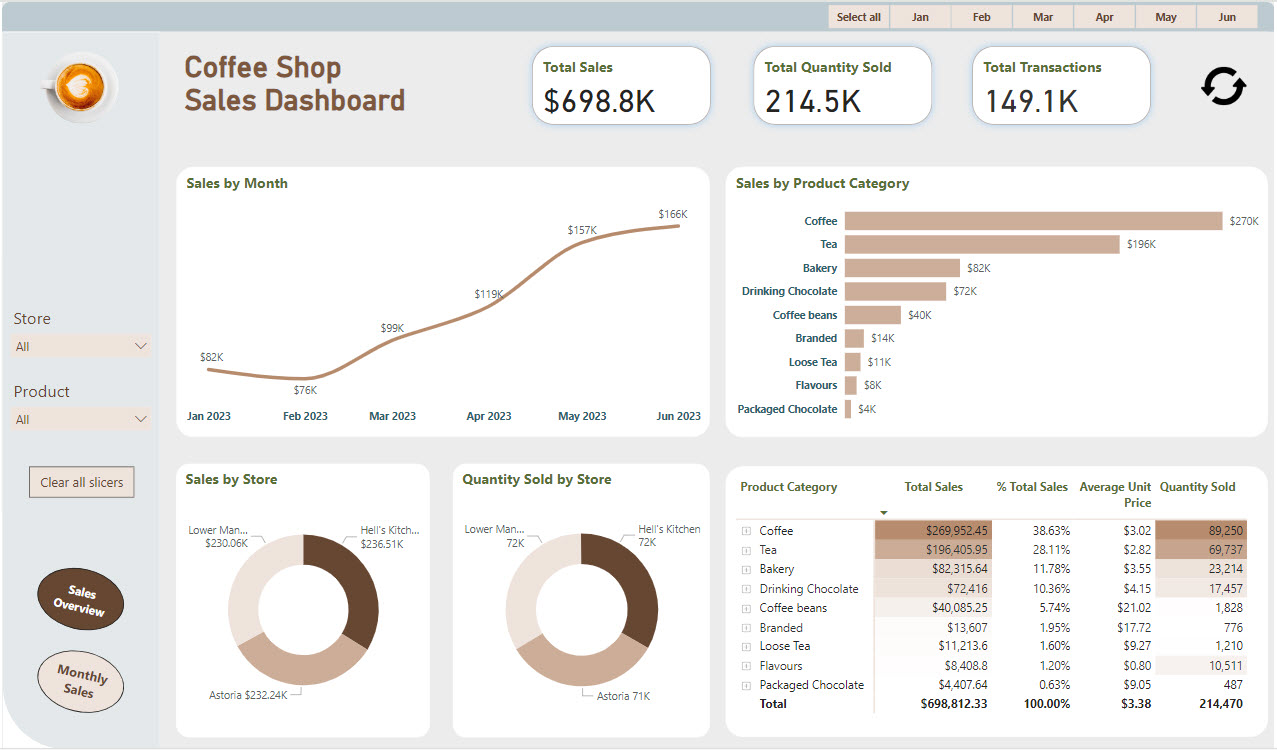 Select all Jan Feb Mar Apr May Jun
Coffee Shop
Sales Dashboard
Total Sales
$698.8K
Total Quantity Sold
214.5K
Total Transactions
149.1K
Store
All
Product
All
Clear all slicers
Sales
Overview
Monthly
Sales
Sales by Month
$82K
$76K
$99K
$119K
$157K
$166K
Jan 2023 Feb 2023 Mar 2023 Apr 2023 May 2023 Jun 2023
Sales by Product Category
Coffee $270K
Tea $196K
Bakery $82K
Drinking Chocolate $72K
Coffee beans $40K
Branded $14K
Loose Tea $11K
Flavours $8K
Packaged Chocolate $4K
Sales by Store
Lower Man...
$230.06K
Hell's Kitch...
$236.51K
Astoria $232.24K
Quantity Sold by Store
Lower Man...
72K
Hell's Kitchen
72K
Astoria 71K
Product Category Total Sales % Total Sales Average Unit Price Quantity Sold
Coffee $269,952.45 38.63% $3.02 89,250
Tea $196,405.95 28.11% $2.82 69,737
Bakery $82,315.64 11.78% $3.55 23,214
Drinking Chocolate $72,416 10.36% $4.15 17,457
Coffee beans $40,085.25 5.74% $21.02 1,828
Branded $13,607 1.95% $17.72 776
Loose Tea $11,213.6 1.60% $9.27 1,210
Flavours $8,408.8 1.20% $0.80 10,511
Packaged Chocolate $4,407.64 0.63% $9.05 487
Total $698,812.33 100.00% $3.38 214,470